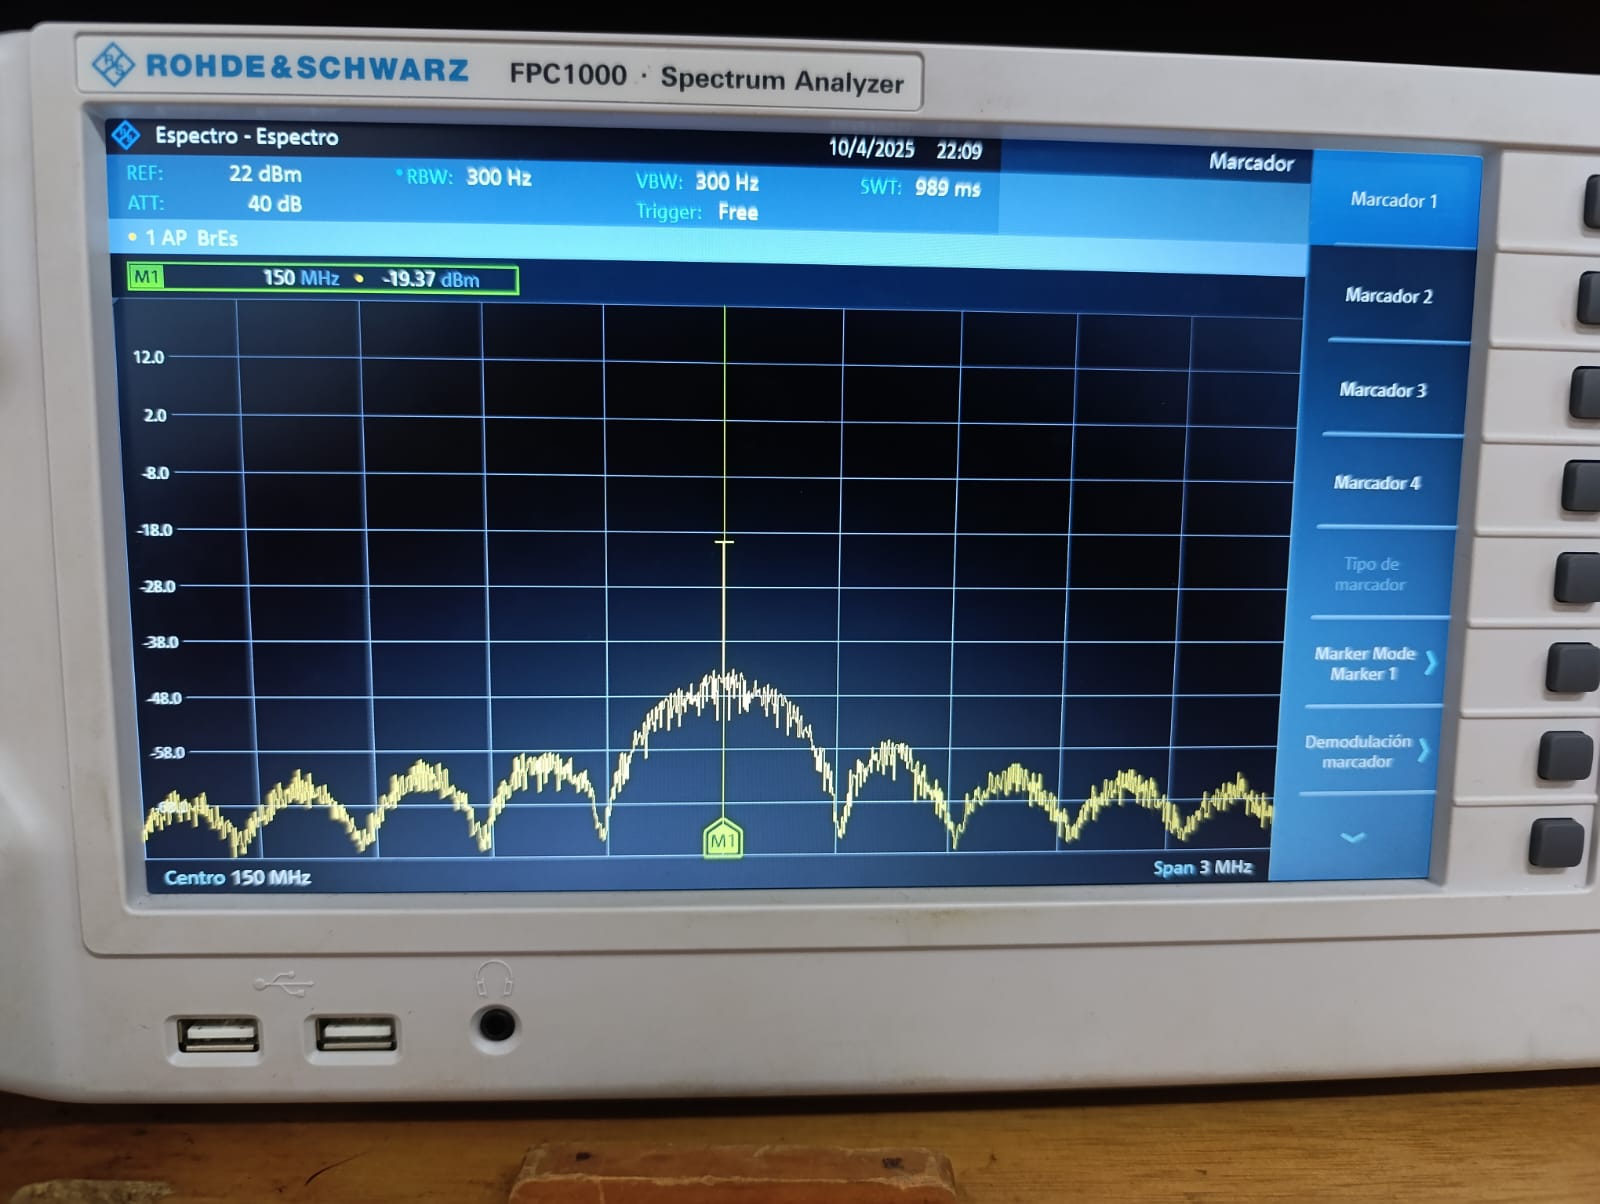 ROHDE & SCHWARZ FPC1000 · Spectrum Analyzer
Espectro - Espectro 10/4/2025 22:09 Marcador
REF: 22 dBm RBW: 300 Hz VBW: 300 Hz SWT: 989 ms
ATT: 40 dB Trigger: Free
1 AP BrEs
M1 150 MHz -19.37 dBm
12.0
2.0
-8.0
-18.0
-28.0
-38.0
-48.0
-58.0
M1
Centro 150 MHz Span 3 MHz
Marcador 1
Marcador 2
Marcador 3
Marcador 4
Tipo de
marcador
Marker Mode
Marker 1
Demodulación
marcador